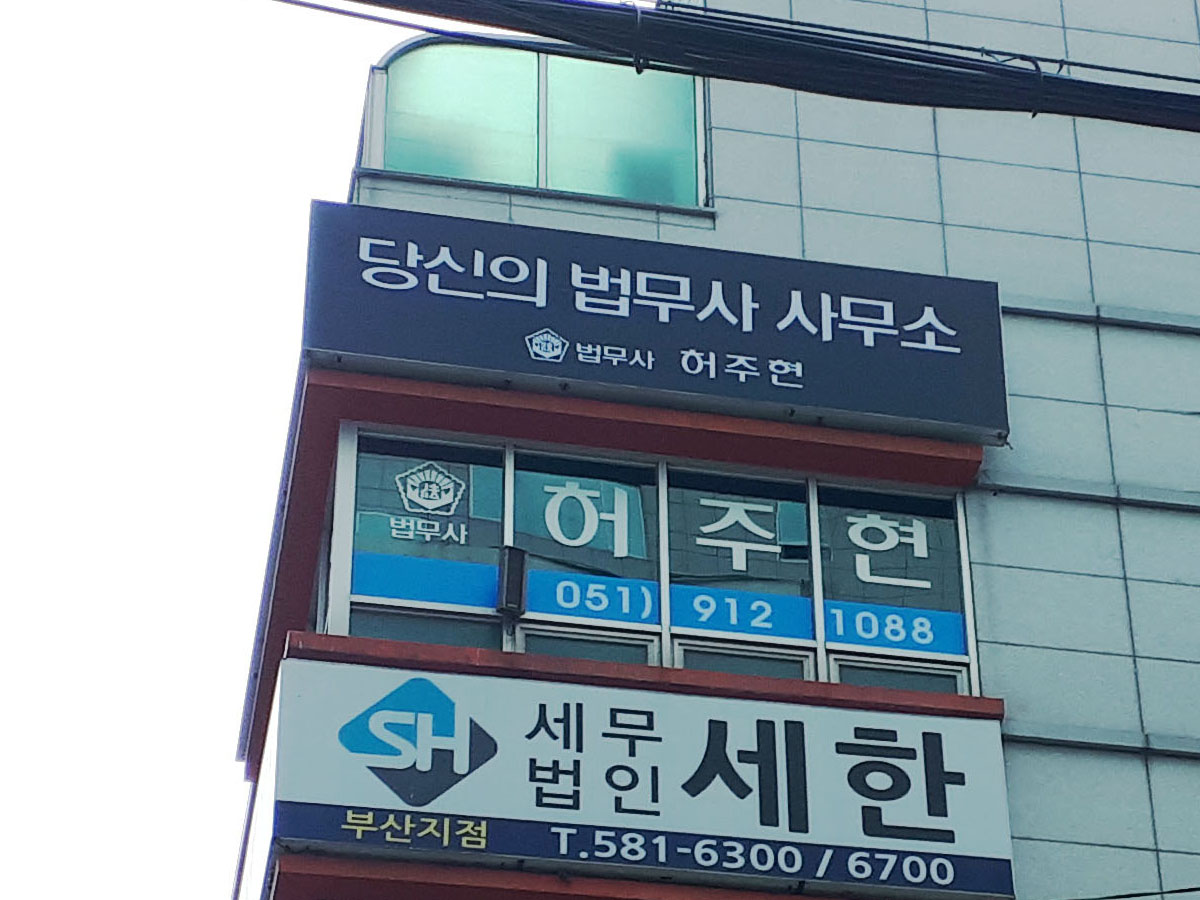 당신의 법무사 사무소
법무사 허주현
법무사
허주현
051) 912 1088
SH 세무법인 세한
부산지점 T.581-6300 / 6700